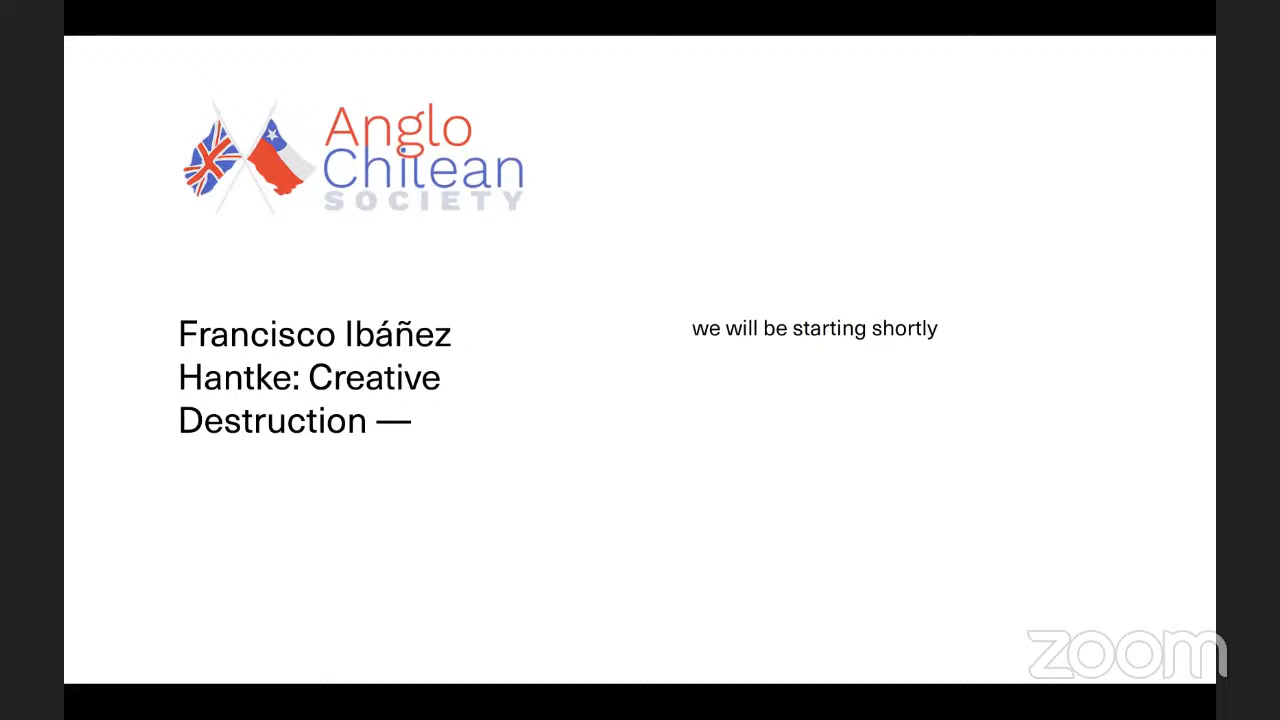 Anglo
Chilean
SOCIETY
Francisco Ibáñez
Hantke: Creative
Destruction —
we will be starting shortly
zoom